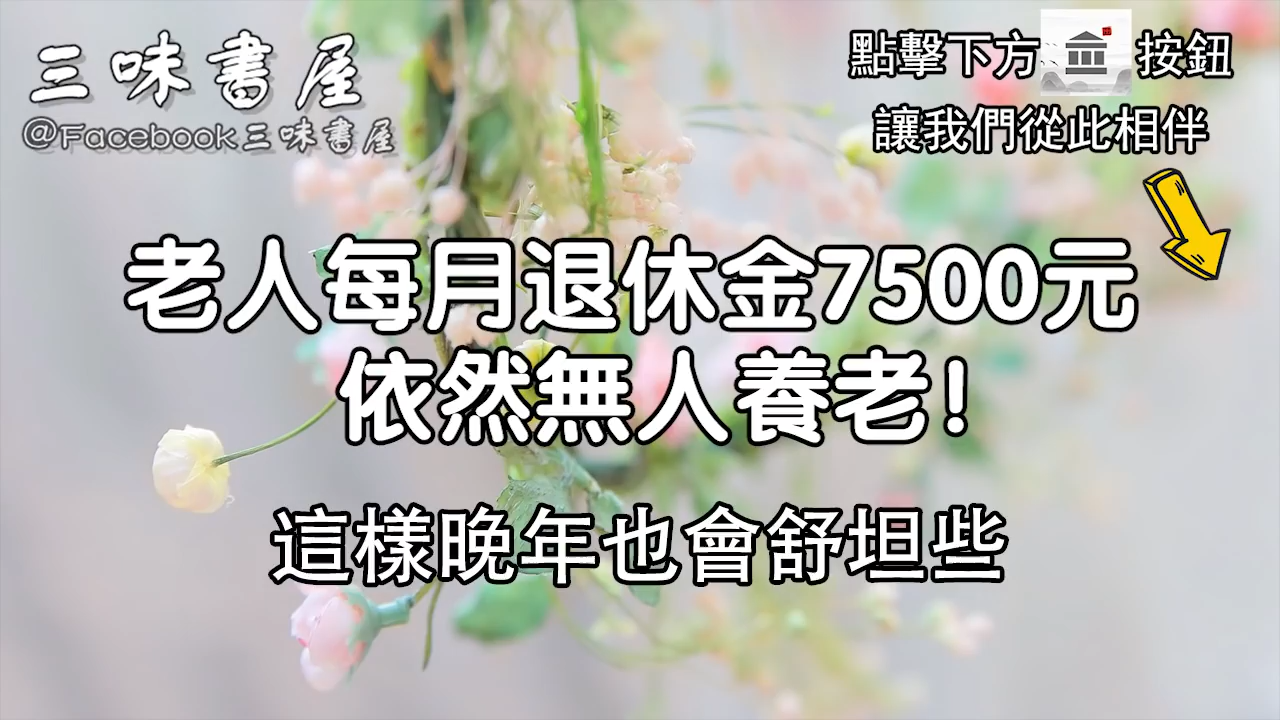 三味書屋
@Facebook三味書屋
點擊下方 按鈕
讓我們從此相伴
老人每月退休金7500元
依然無人養老!
這樣晚年也會舒坦些